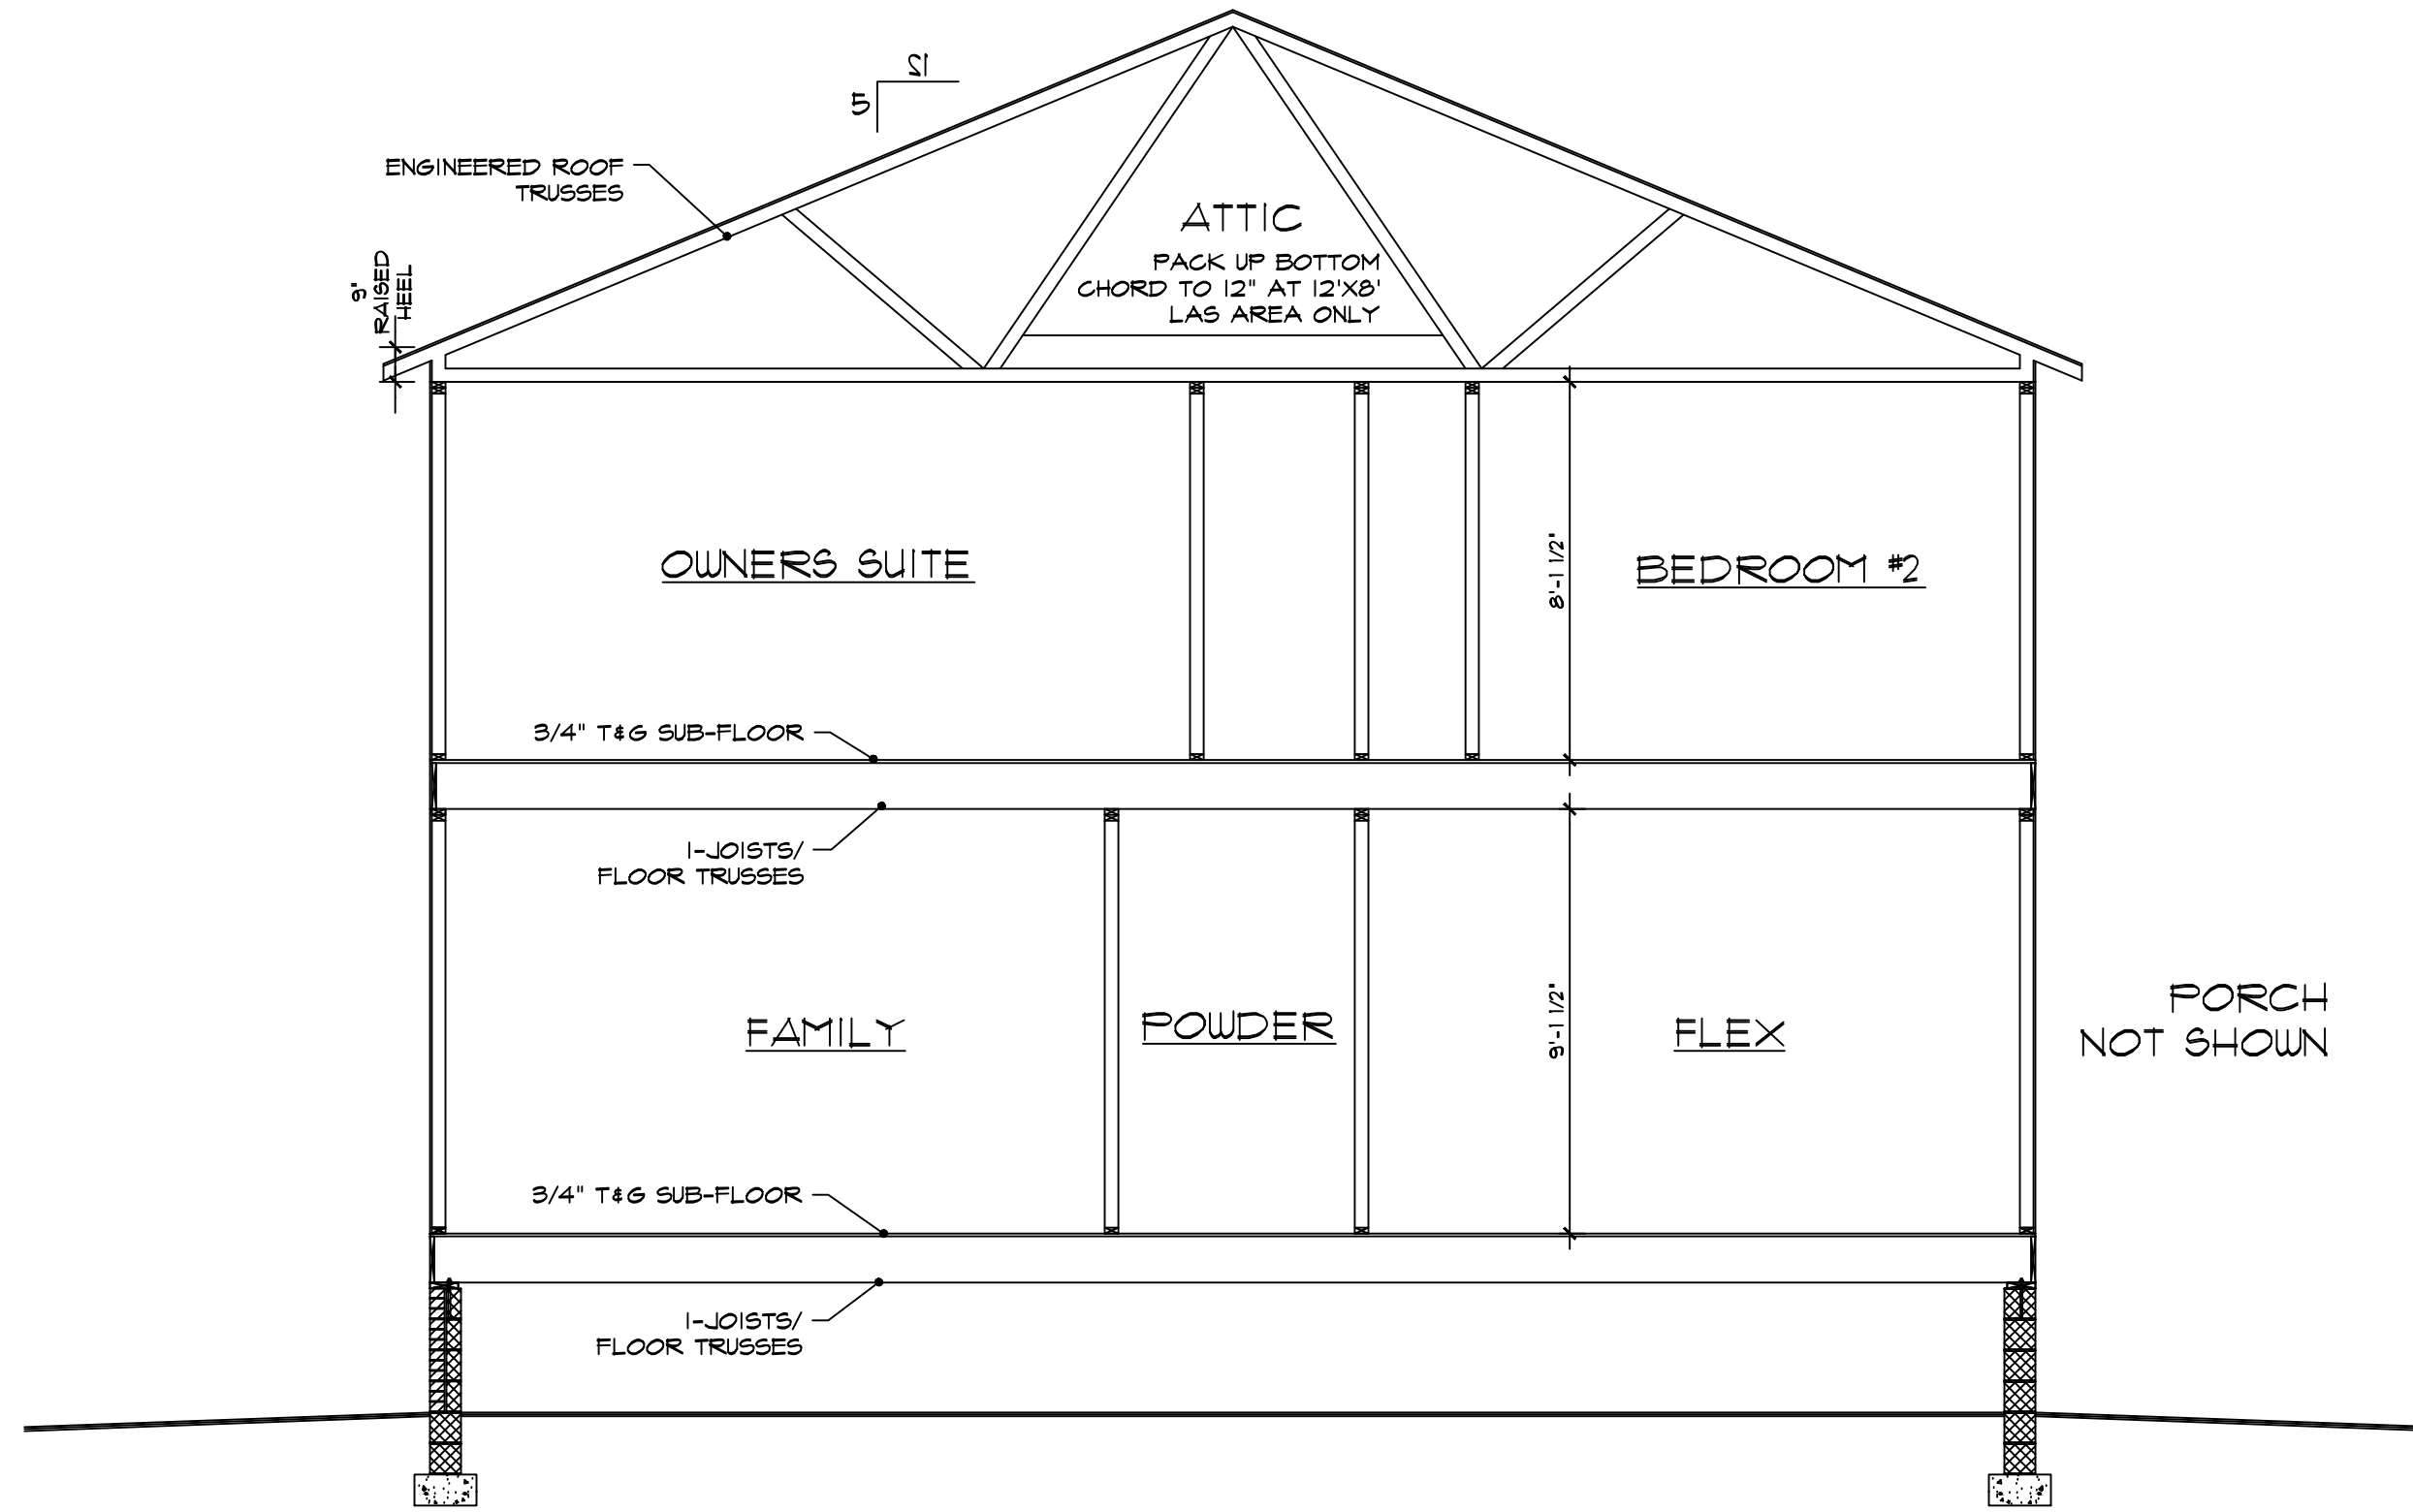 12
5
ENGINEERED ROOF
TRUSSES
9"
RAISED
HEEL
ATTIC
PACK UP BOTTOM
CHORD TO 12" AT 12'X8'
LAS AREA ONLY
OWNERS SUITE
8'-1 1/2"
BEDROOM #2
3/4" T&G SUB-FLOOR
I-JOISTS/
FLOOR TRUSSES
FAMILY
POWDER
9'-1 1/2"
FLEX
PORCH
NOT SHOWN
3/4" T&G SUB-FLOOR
I-JOISTS/
FLOOR TRUSSES